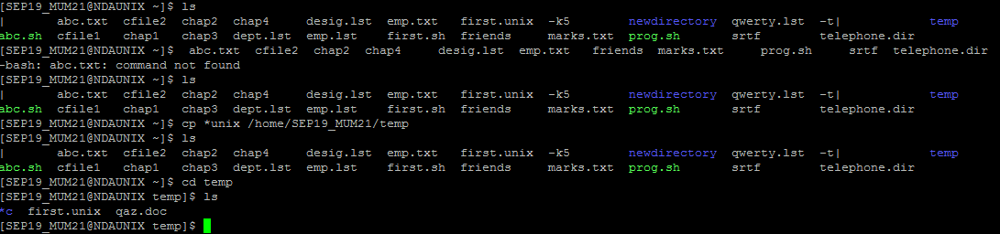 [SEP19_MUM21@NDAUNIX ~]$ ls
|       abc.txt  cfile2  chap2  chap4     desig.lst  emp.txt   first.unix  -k5        newdirectory  qwerty.lst  -t|            temp
abc.sh  cfile1   chap1   chap3  dept.lst  emp.lst    first.sh  friends     marks.txt  prog.sh       srtf        telephone.dir
[SEP19_MUM21@NDAUNIX ~]$  abc.txt  cfile2  chap2  chap4     desig.lst  emp.txt   friends  marks.txt     prog.sh     srtf  telephone.dir
-bash: abc.txt: command not found
[SEP19_MUM21@NDAUNIX ~]$ ls
|       abc.txt  cfile2  chap2  chap4     desig.lst  emp.txt   first.unix  -k5        newdirectory  qwerty.lst  -t|            temp
abc.sh  cfile1   chap1   chap3  dept.lst  emp.lst    first.sh  friends     marks.txt  prog.sh       srtf        telephone.dir
[SEP19_MUM21@NDAUNIX ~]$ cp *unix /home/SEP19_MUM21/temp
[SEP19_MUM21@NDAUNIX ~]$ ls
|       abc.txt  cfile2  chap2  chap4     desig.lst  emp.txt   first.unix  -k5        newdirectory  qwerty.lst  -t|            temp
abc.sh  cfile1   chap1   chap3  dept.lst  emp.lst    first.sh  friends     marks.txt  prog.sh       srtf        telephone.dir
[SEP19_MUM21@NDAUNIX ~]$ cd temp
[SEP19_MUM21@NDAUNIX temp]$ ls
*c  first.unix  qaz.doc
[SEP19_MUM21@NDAUNIX temp]$